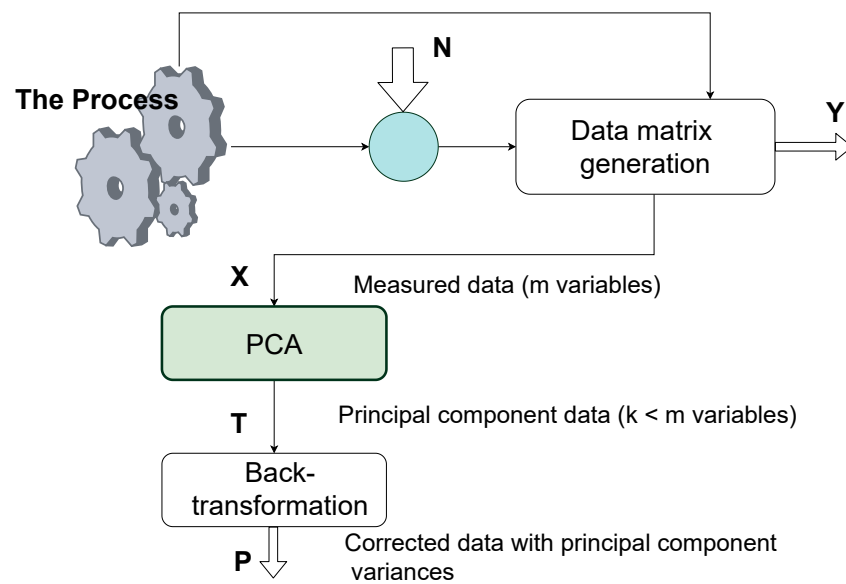 N
The Process
Y
Data matrix
generation
X
Measured data (m variables)
PCA
T
Principal component data (k < m variables)
Back-
transformation
P
Corrected data with principal component
variances